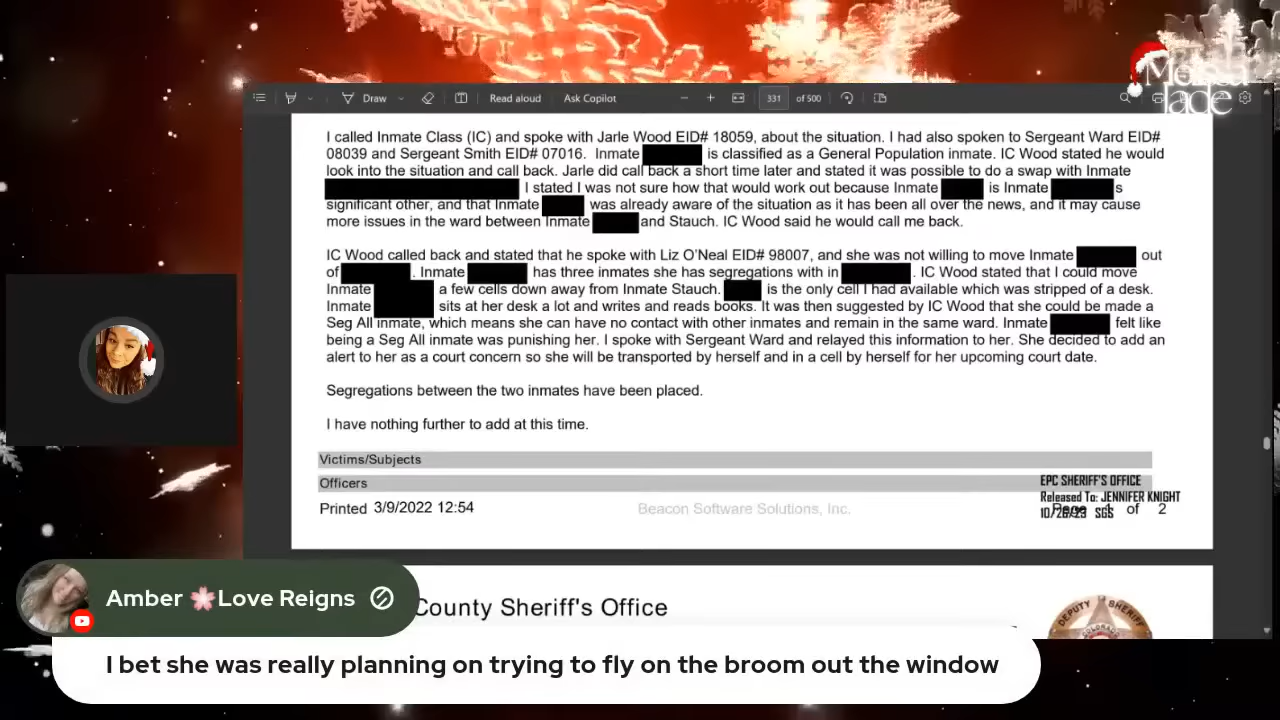 Moista
Jade
Draw
Read aloud
Ask Copilot
331
of 500
I called Inmate Class (IC) and spoke with Jarle Wood EID# 18059, about the situation. I had also spoken to Sergeant Ward EID#
08039 and Sergeant Smith EID# 07016. Inmate is classified as a General Population inmate. IC Wood stated he would
look into the situation and call back. Jarle did call back a short time later and stated it was possible to do a swap with Inmate
I stated I was not sure how that would work out because Inmate is Inmate s
significant other, and that Inmate was already aware of the situation as it has been all over the news, and it may cause
more issues in the ward between Inmate and Stauch. IC Wood said he would call me back.
IC Wood called back and stated that he spoke with Liz O'Neal EID# 98007, and she was not willing to move Inmate out
of . Inmate has three inmates she has segregations with in . IC Wood stated that I could move
Inmate a few cells down away from Inmate Stauch. is the only cell I had available which was stripped of a desk.
Inmate sits at her desk a lot and writes and reads books. It was then suggested by IC Wood that she could be made a
Seg All inmate, which means she can have no contact with other inmates and remain in the same ward. Inmate felt like
being a Seg All inmate was punishing her. I spoke with Sergeant Ward and relayed this information to her. She decided to add an
alert to her as a court concern so she will be transported by herself and in a cell by herself for her upcoming court date.
Segregations between the two inmates have been placed.
I have nothing further to add at this time.
Victims/Subjects
Officers
EPC SHERIFF'S OFFICE
Released To: JENNIFER KNIGHT
10/26/23 SGS
Printed 3/9/2022 12:54
Beacon Software Solutions, Inc.
Page 1 of 2
County Sheriff's Office
DEPUTY SHERIFF
COLORADO
Amber 🌸Love Reigns
I bet she was really planning on trying to fly on the broom out the window